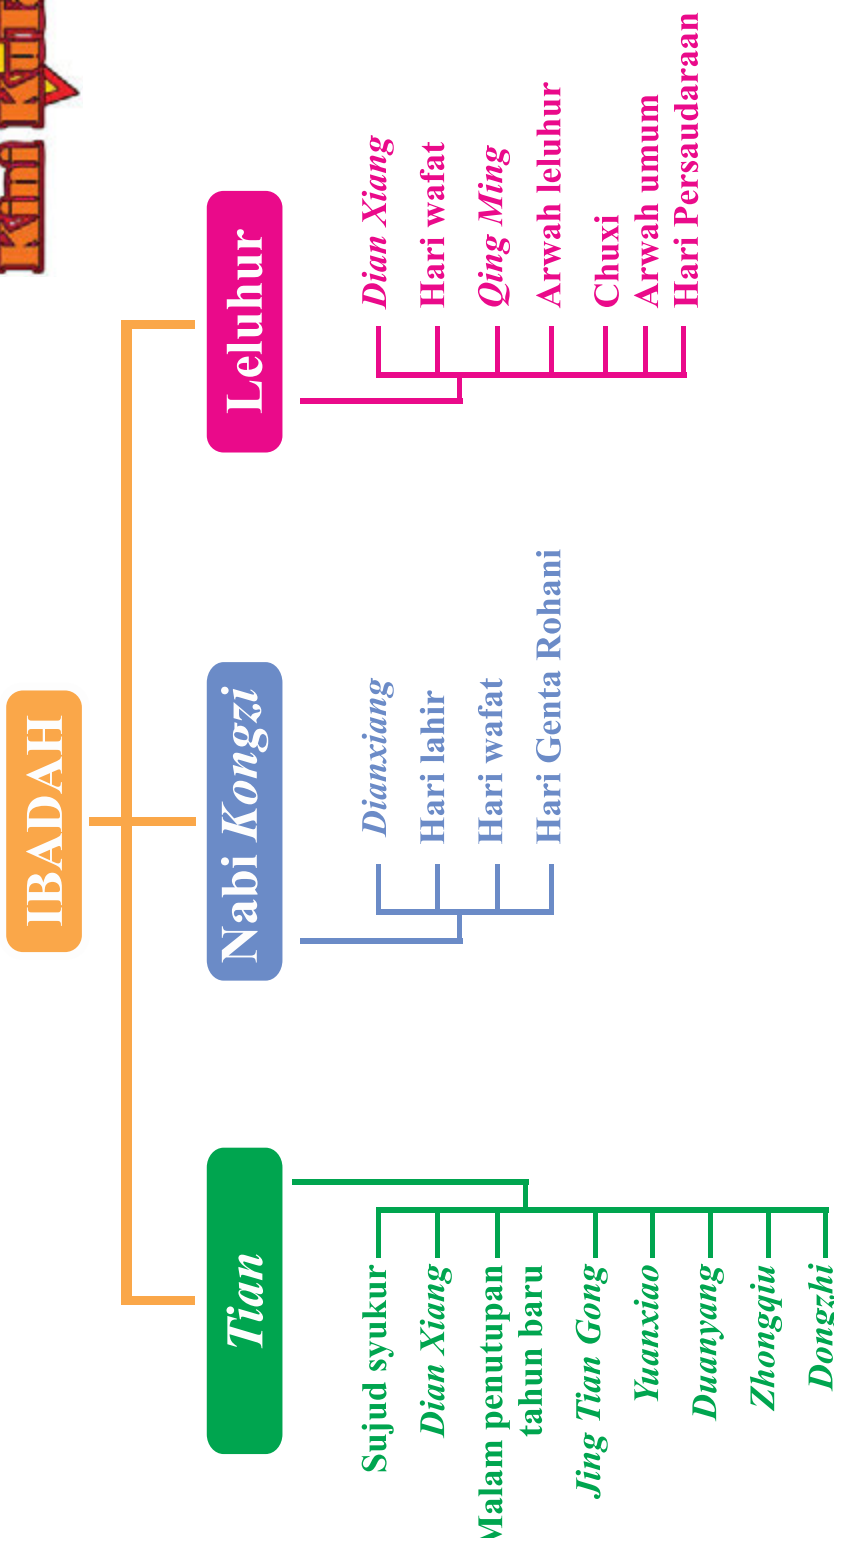 Kini Ku
IBADAH
Tian
Sujud syukur
Dian Xiang
Malam penutupan
tahun baru
Jing Tian Gong
Yuanxiao
Duanyang
Zhongqiu
Dongzhi
Nabi Kongzi
Dianxiang
Hari lahir
Hari wafat
Hari Genta Rohani
Leluhur
Dian Xiang
Hari wafat
Qing Ming
Arwah leluhur
Chuxi
Arwah umum
Hari Persaudaraan